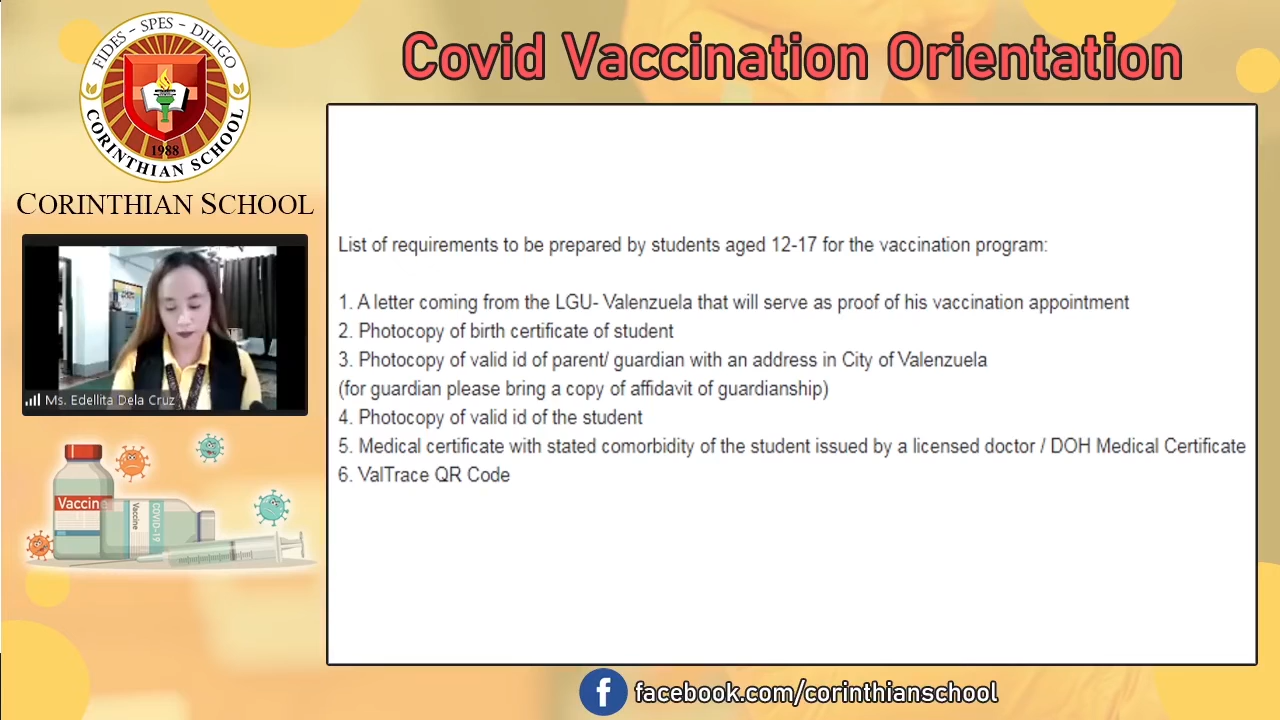 FIDES - SPES - DILIGO
CORINTHIAN SCHOOL
1988
CORINTHIAN SCHOOL
Covid Vaccination Orientation
List of requirements to be prepared by students aged 12-17 for the vaccination program:
1. A letter coming from the LGU- Valenzuela that will serve as proof of his vaccination appointment
2. Photocopy of birth certificate of student
3. Photocopy of valid id of parent/ guardian with an address in City of Valenzuela
(for guardian please bring a copy of affidavit of guardianship)
4. Photocopy of valid id of the student
5. Medical certificate with stated comorbidity of the student issued by a licensed doctor / DOH Medical Certificate
6. ValTrace QR Code
Ms. Edellita Dela Cruz
Vaccine
Vaccine
COVID-19
facebook.com/corinthianschool